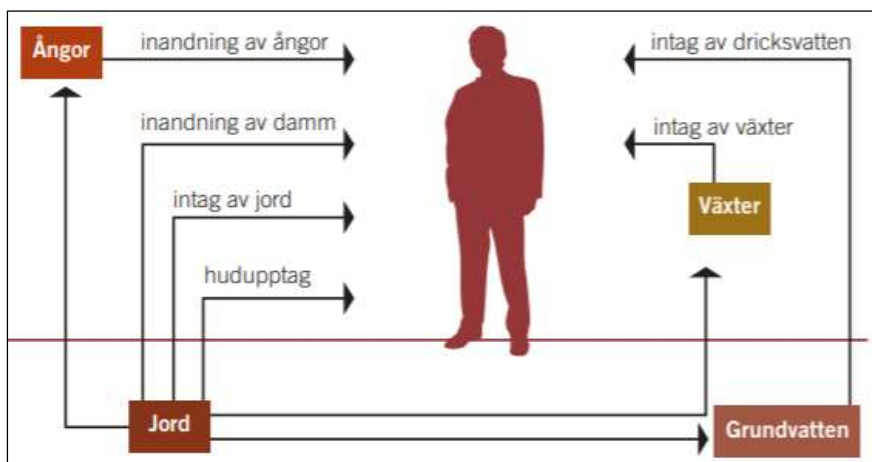 Ångor
inandning av ångor
intag av dricksvatten
inandning av damm
intag av växter
intag av jord
Växter
hudupptag
Jord
Grundvatten